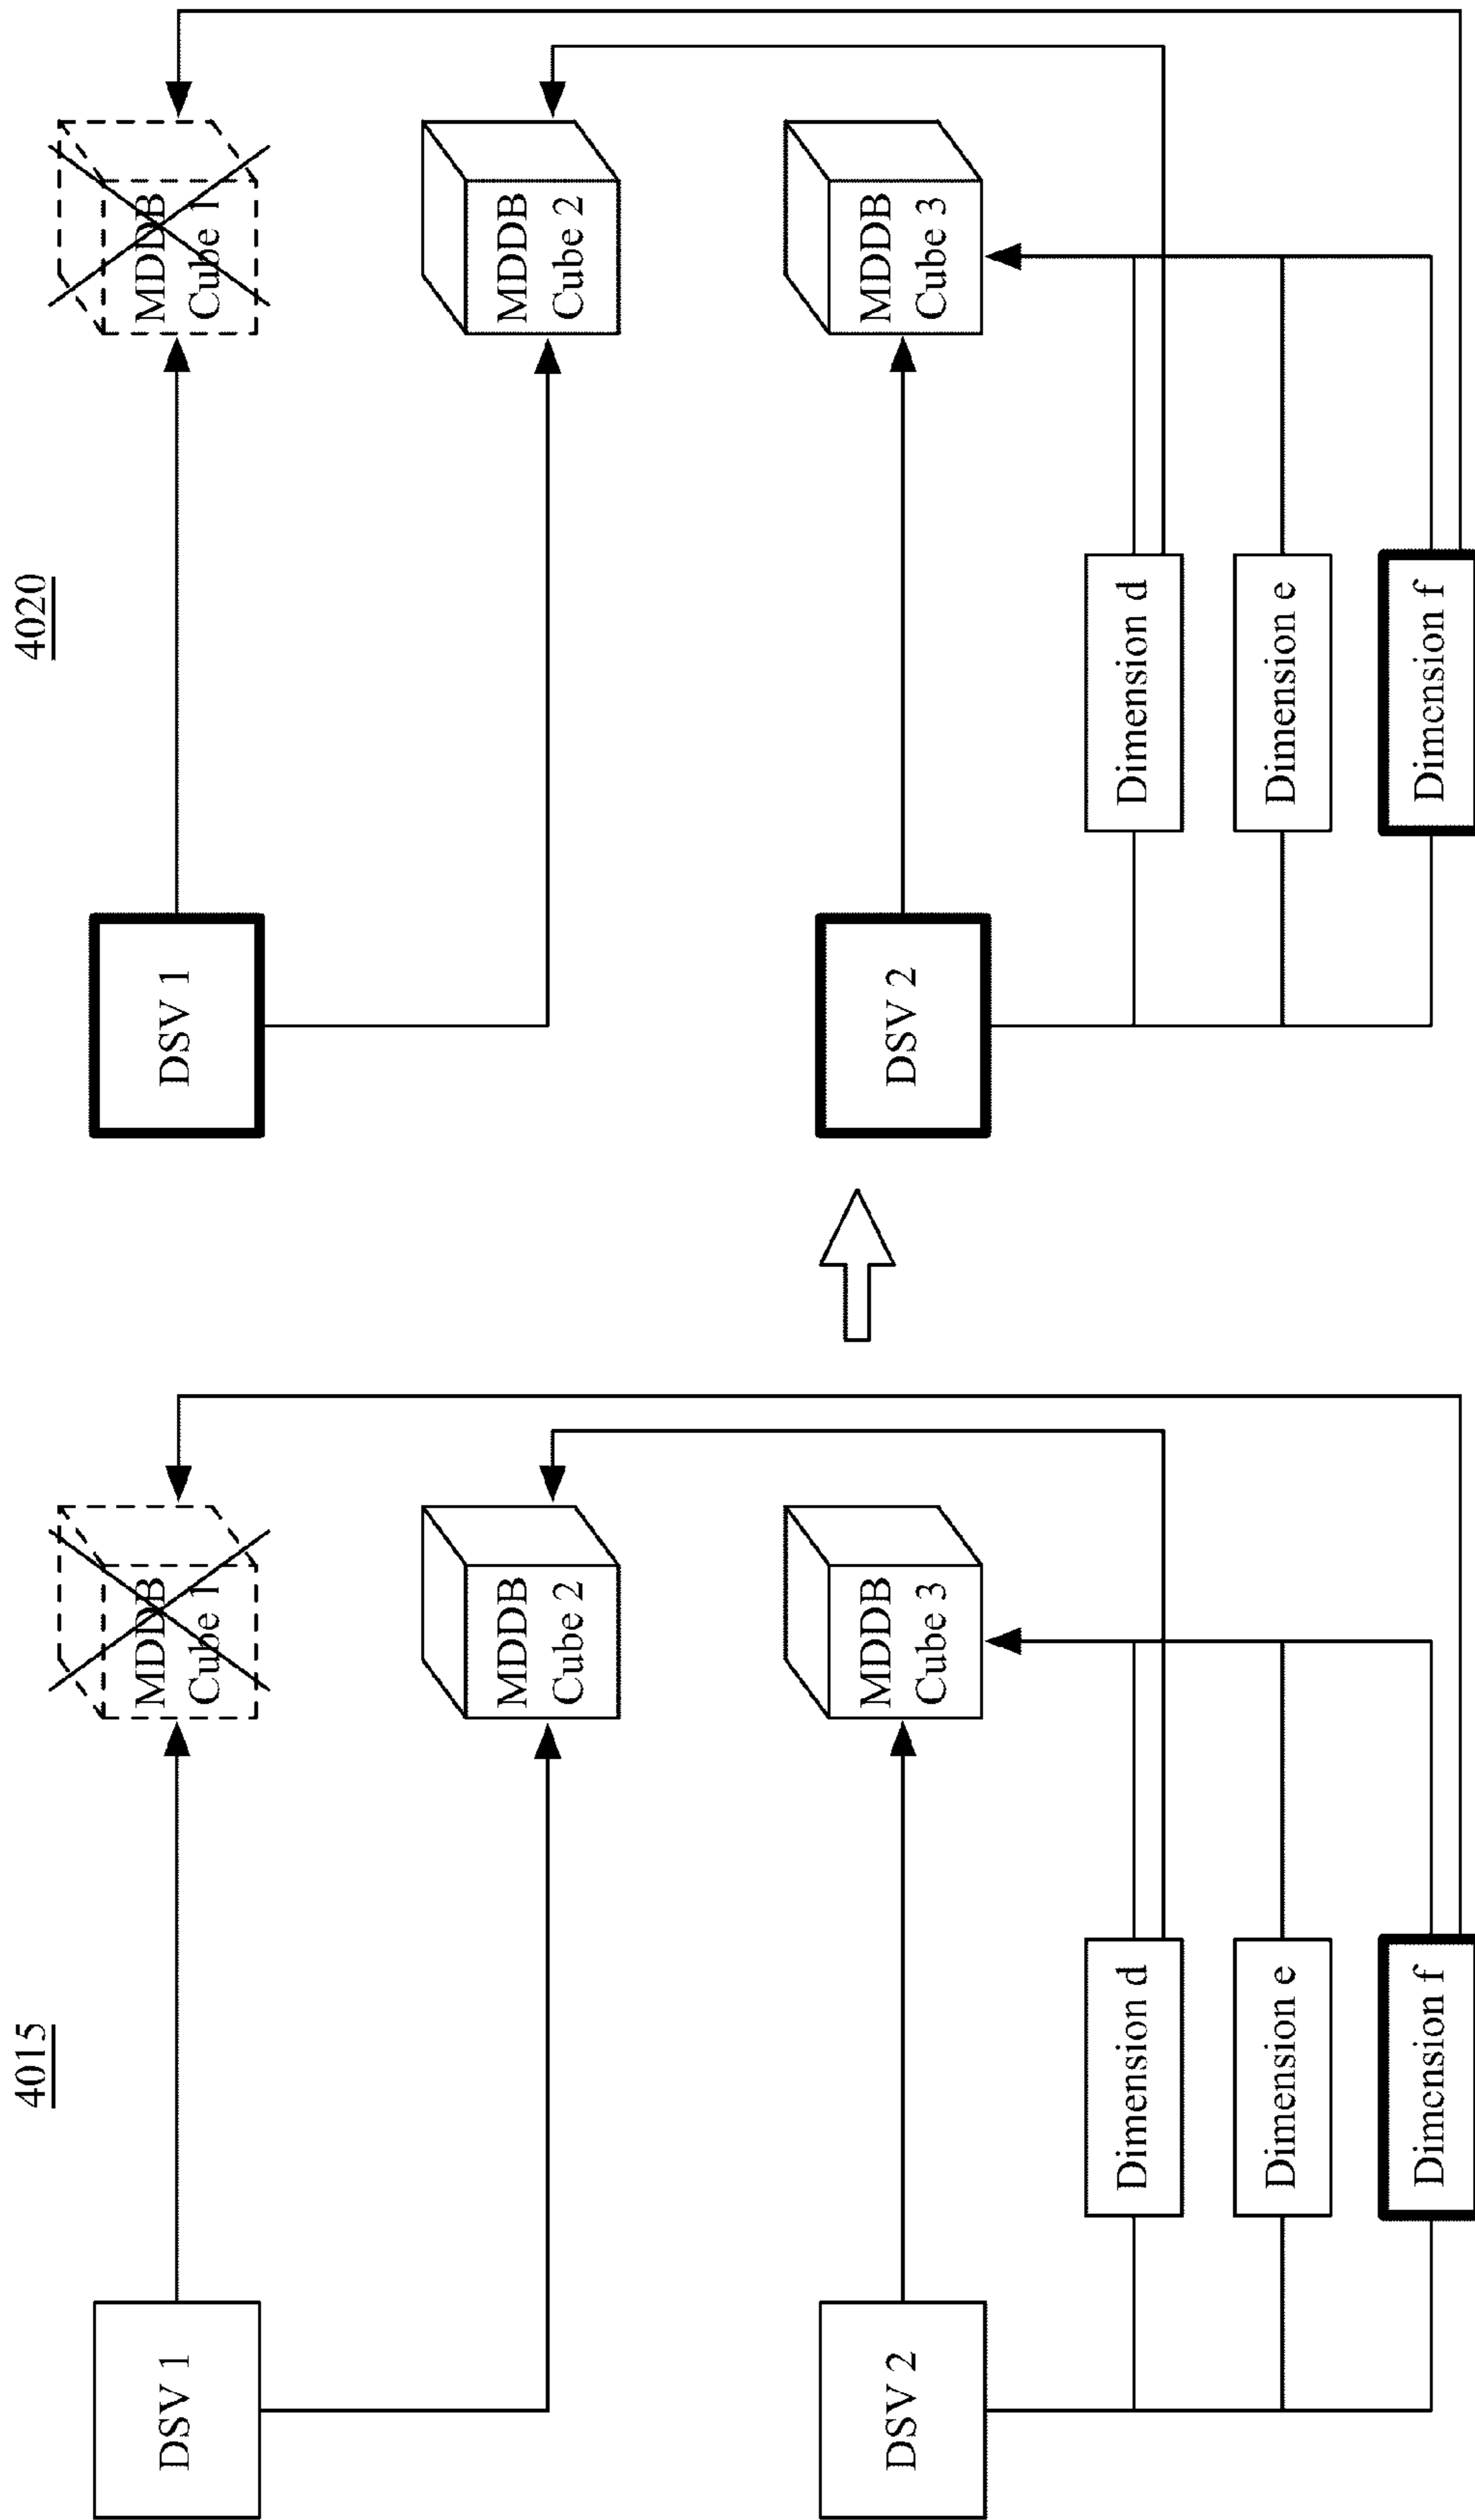 4015
DSV 1
MDDB
Cube 1
MDDB
Cube 2
DSV 2
MDDB
Cube 3
Dimension d
Dimension e
Dimension f
4020
DSV 1
MDDB
Cube 1
MDDB
Cube 2
DSV 2
MDDB
Cube 3
Dimension d
Dimension e
Dimension f